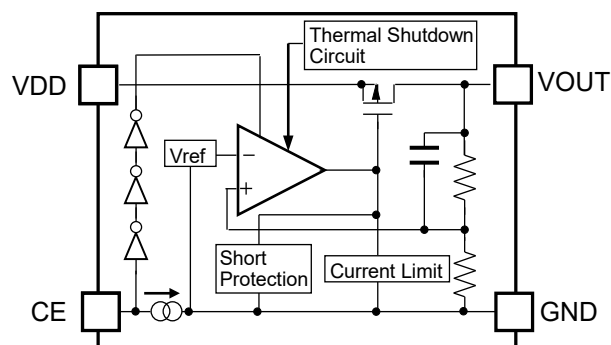 Thermal Shutdown
Circuit
VDD
VOUT
Vref
−
+
Short
Protection
Current Limit
CE
GND